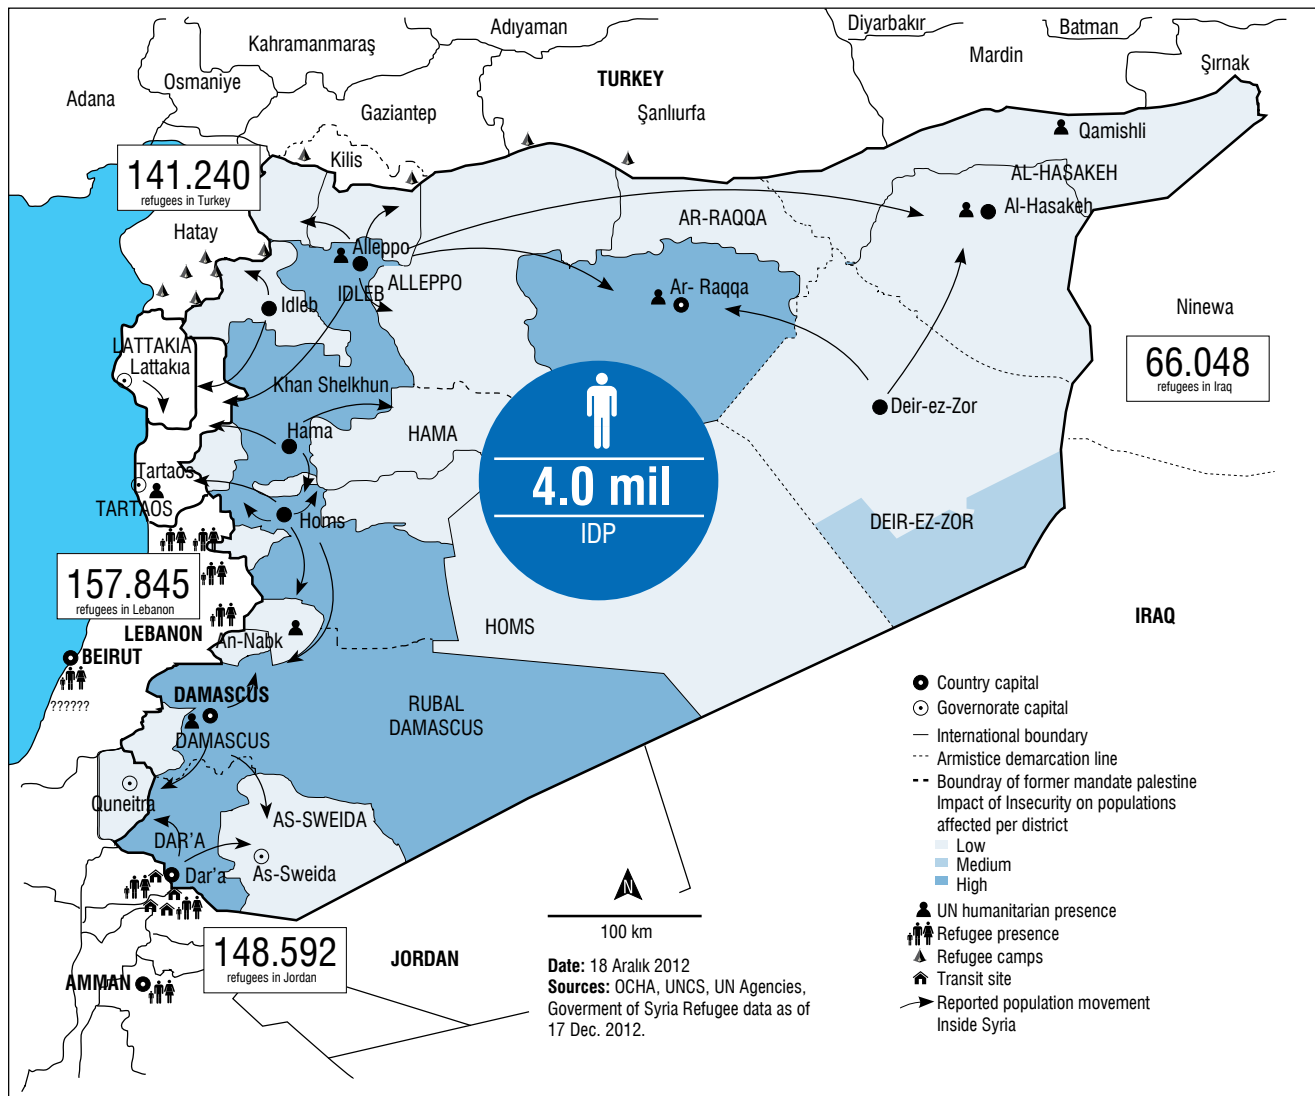 Adıyaman
Diyarbakır
Batman
Kahramanmaraş
Mardin
Şırnak
Osmaniye
TURKEY
Adana
Gaziantep
Şanlıurfa
Qamishli
Kilis
141.240
refugees in Turkey
AL-HASAKEH
Al-Hasakeh
AR-RAQQA
Hatay
Alleppo
ALLEPPO
IDLEB
Idleb
Ar- Raqqa
Ninewa
LATTAKIA
Lattakıa
66.048
refugees in Iraq
Khan Shelkhun
Deir-ez-Zor
Hama
HAMA
4.0 mil
IDP
Tartaos
TARTAOS
Homs
DEIR-EZ-ZOR
157.845
refugees in Lebanon
LEBANON
An-Nabk
HOMS
IRAQ
BEIRUT
??????
DAMASCUS
DAMASCUS
RUBAL
DAMASCUS
Quneitra
AS-SWEIDA
DAR'A
Dar'a
As-Sweida
148.592
refugees in Jordan
JORDAN
AMMAN
N
100 km
Date: 18 Aralık 2012
Sources: OCHA, UNCS, UN Agencies,
Goverment of Syria Refugee data as of
17 Dec. 2012.
Country capital
Governorate capital
International boundary
Armistice demarcation line
Boundray of former mandate palestine
Impact of Insecurity on populations
affected per district
Low
Medium
High
UN humanitarian presence
Refugee presence
Refugee camps
Transit site
Reported population movement
Inside Syria